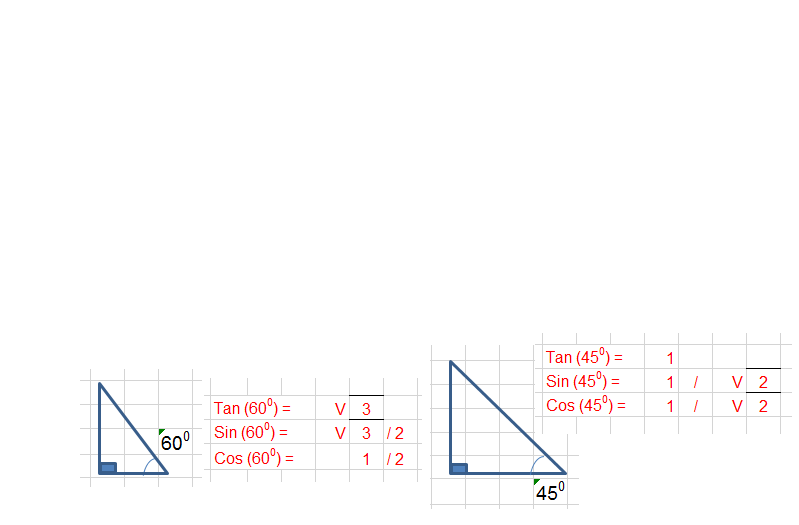 60⁰
Tan (60⁰) = V 3
Sin (60⁰) = V 3 / 2
Cos (60⁰) = 1 / 2
Tan (45⁰) = 1
Sin (45⁰) = 1 / V 2
Cos (45⁰) = 1 / V 2
45⁰